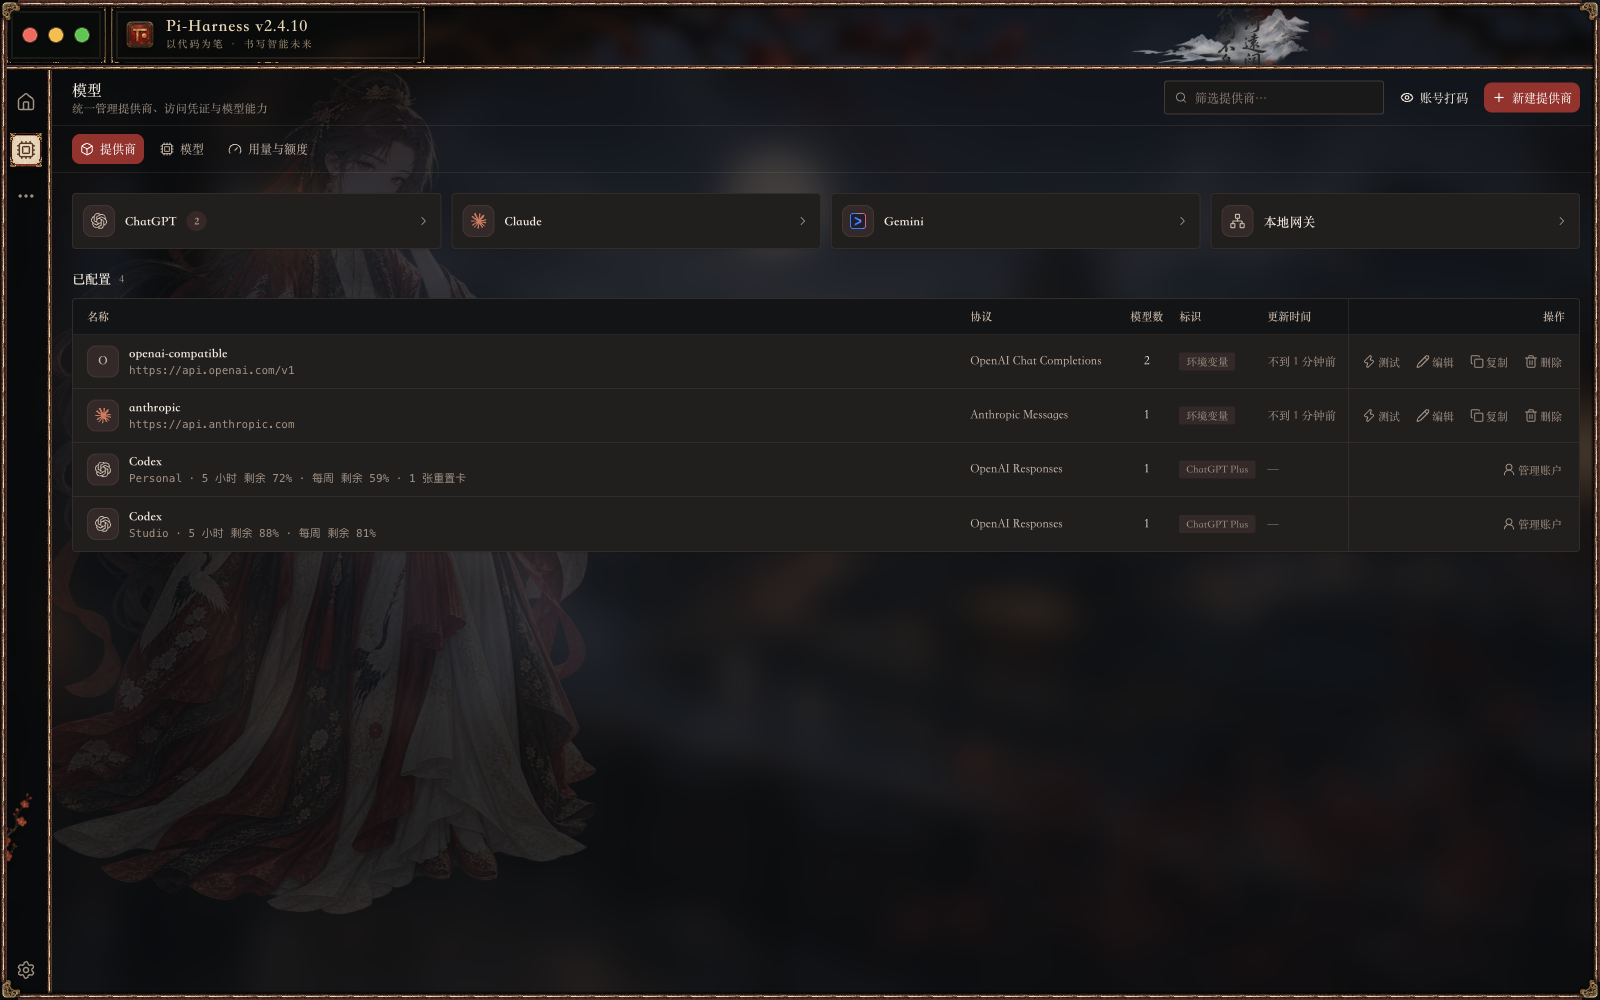 Pi-Harness v2.4.10
以代码为笔 · 书写智能未来
模型
统一管理提供商、访问凭证与模型能力
筛选提供商…
账号打码
新建提供商
提供商
模型
用量与额度
ChatGPT 2
Claude
Gemini
本地网关
已配置 4
名称 协议 模型数 标识 更新时间 操作
openai-compatible
https://api.openai.com/v1
OpenAI Chat Completions 2 环境变量 不到 1 分钟前 测试 编辑 复制 删除
anthropic
https://api.anthropic.com
Anthropic Messages 1 环境变量 不到 1 分钟前 测试 编辑 复制 删除
Codex
Personal · 5 小时 剩余 72% · 每周 剩余 59% · 1 张重置卡
OpenAI Responses 1 ChatGPT Plus — 管理账户
Codex
Studio · 5 小时 剩余 88% · 每周 剩余 81%
OpenAI Responses 1 ChatGPT Plus — 管理账户